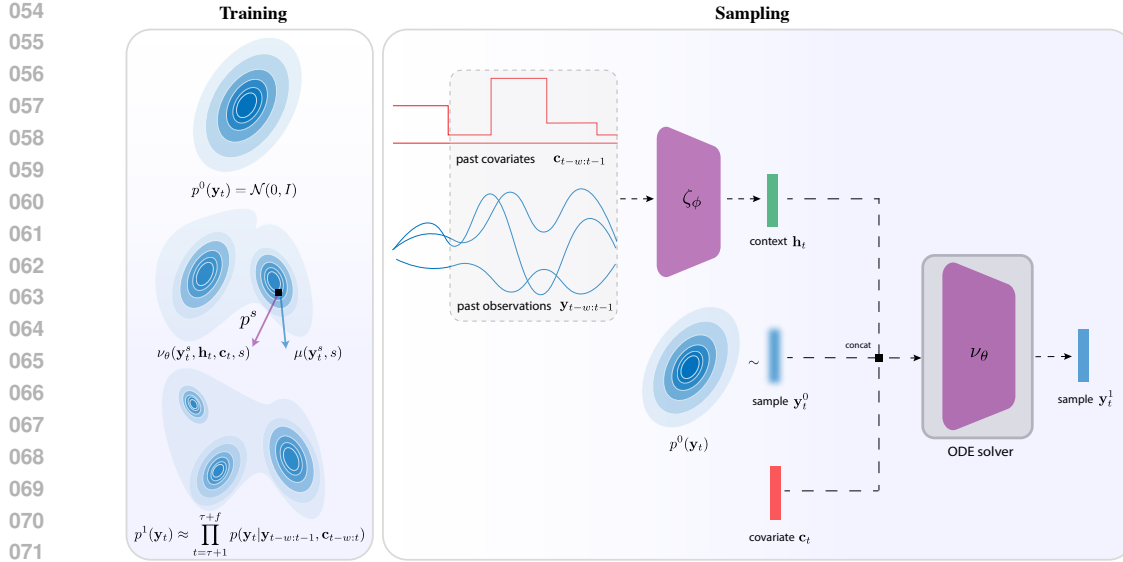 054
055
056
057
058
059
060
061
062
063
064
065
066
067
068
069
070
071
Training
p⁰(𝐲ₜ) = 𝒩(0, I)
pˢ
ν_θ(𝐲ₜˢ, 𝐡ₜ, 𝐜ₜ, s)
μ(𝐲ₜˢ, s)
p¹(𝐲ₜ) ≈ ∏_{t=τ+1}^{τ+f} p(𝐲ₜ|𝐲_{t−w:t−1}, 𝐜_{t−w:t})
Sampling
past covariates 𝐜_{t−w:t−1}
past observations 𝐲_{t−w:t−1}
ζ_ϕ
context 𝐡ₜ
p⁰(𝐲ₜ)
∼
sample 𝐲ₜ⁰
concat
covariate 𝐜ₜ
ν_θ
ODE solver
sample 𝐲ₜ¹